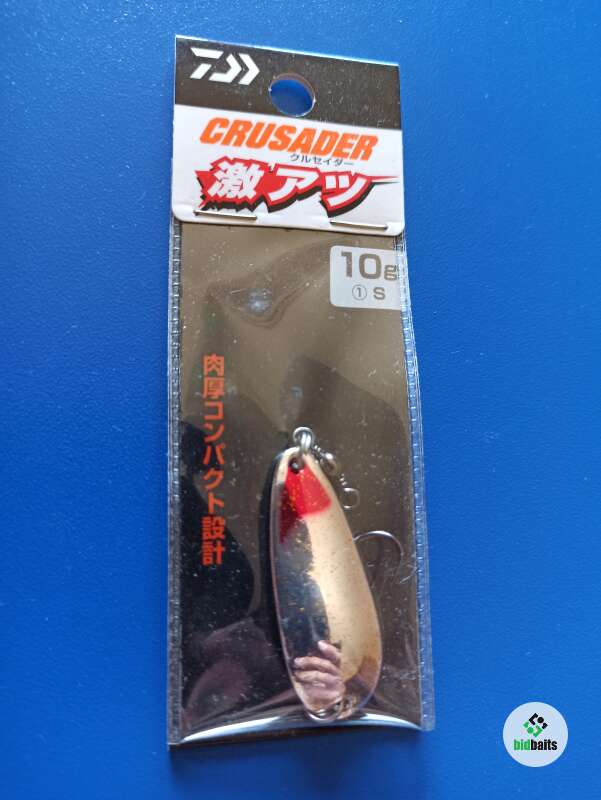 CRUSADER
クルセイダー
激アツ
10g
① S
肉厚コンパクト設計
bidbaits